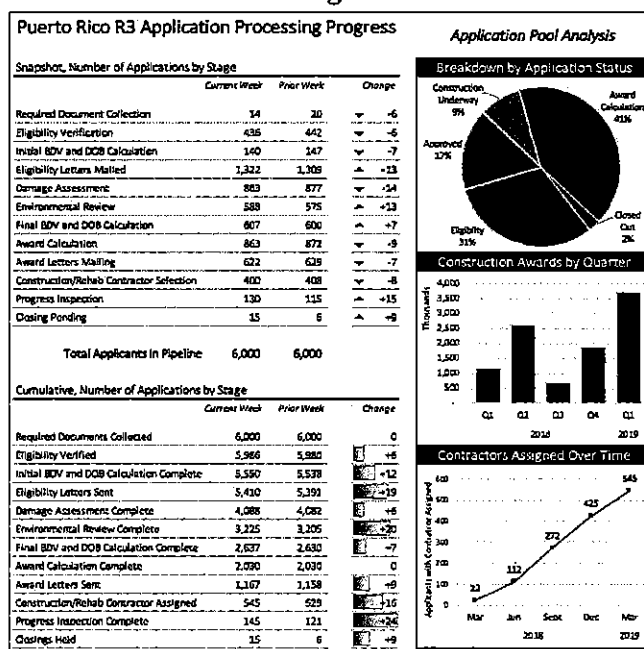 Puerto Rico R3 Application Processing Progress
Snapshot, Number of Applications by Stage
Current Week Prior Week Change
Required Document Collection 14 20 -6
Eligibility Verification 436 442 -6
Initial BDV and DOB Calculation 140 147 -7
Eligibility Letters Mailed 1,322 1,309 +13
Damage Assessment 863 877 -14
Environmental Review 588 575 +13
Final BDV and DOB Calculation 607 600 +7
Award Calculation 863 872 -9
Award Letters Mailing 622 629 -7
Construction/Rehab Contractor Selection 400 408 -8
Progress Inspection 130 115 +15
Closing Pending 15 6 +9
Total Applicants in Pipeline 6,000 6,000
Cumulative, Number of Applications by Stage
Current Week Prior Week Change
Required Documents Collected 6,000 6,000 0
Eligibility Verified 5,986 5,980 +6
Initial BDV and DOB Calculation Complete 5,550 5,538 +12
Eligibility Letters Sent 5,410 5,391 +19
Damage Assessment Complete 4,088 4,082 +6
Environmental Review Complete 3,225 3,205 +20
Final BDV and DOB Calculation Complete 2,637 2,630 +7
Award Calculation Complete 2,030 2,030 0
Award Letters Sent 1,167 1,158 +9
Construction/Rehab Contractor Assigned 545 529 +16
Progress Inspection Complete 145 121 +24
Closings Held 15 6 +9
Application Pool Analysis
Breakdown by Application Status
Construction
Underway
9%
Award
Calculation
41%
Approved
17%
Eligibility
31%
Closed
Out
2%
Construction Awards by Quarter
Thousands
4,000
3,500
3,000
2,500
2,000
1,500
1,000
500
Q1 Q2 Q3 Q4 Q1
2018 2019
Contractors Assigned Over Time
Applicants with Contractor Assigned
600
500
400
300
200
100
0
22
112
272
425
545
Mar Jun Sept Dec Mar
2018 2019